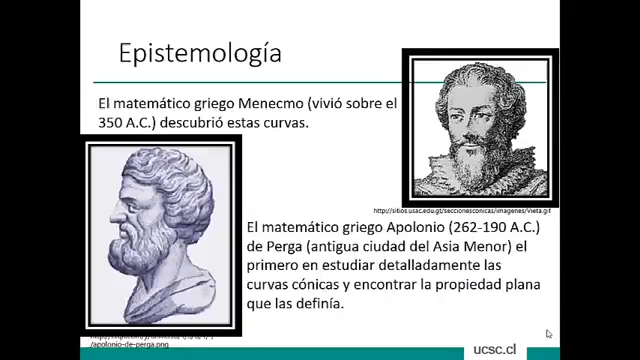 Epistemología
El matemático griego Menecmo (vivió sobre el
350 A.C.) descubrió estas curvas.
http://sitios.usac.edu.gt/seccionesconicas/imagenes/Vieta.gif
El matemático griego Apolonio (262-190 A.C.)
de Perga (antigua ciudad del Asia Menor) el
primero en estudiar detalladamente las
curvas cónicas y encontrar la propiedad plana
que las definía.
/apolonio-de-perga.png
ucsc.cl